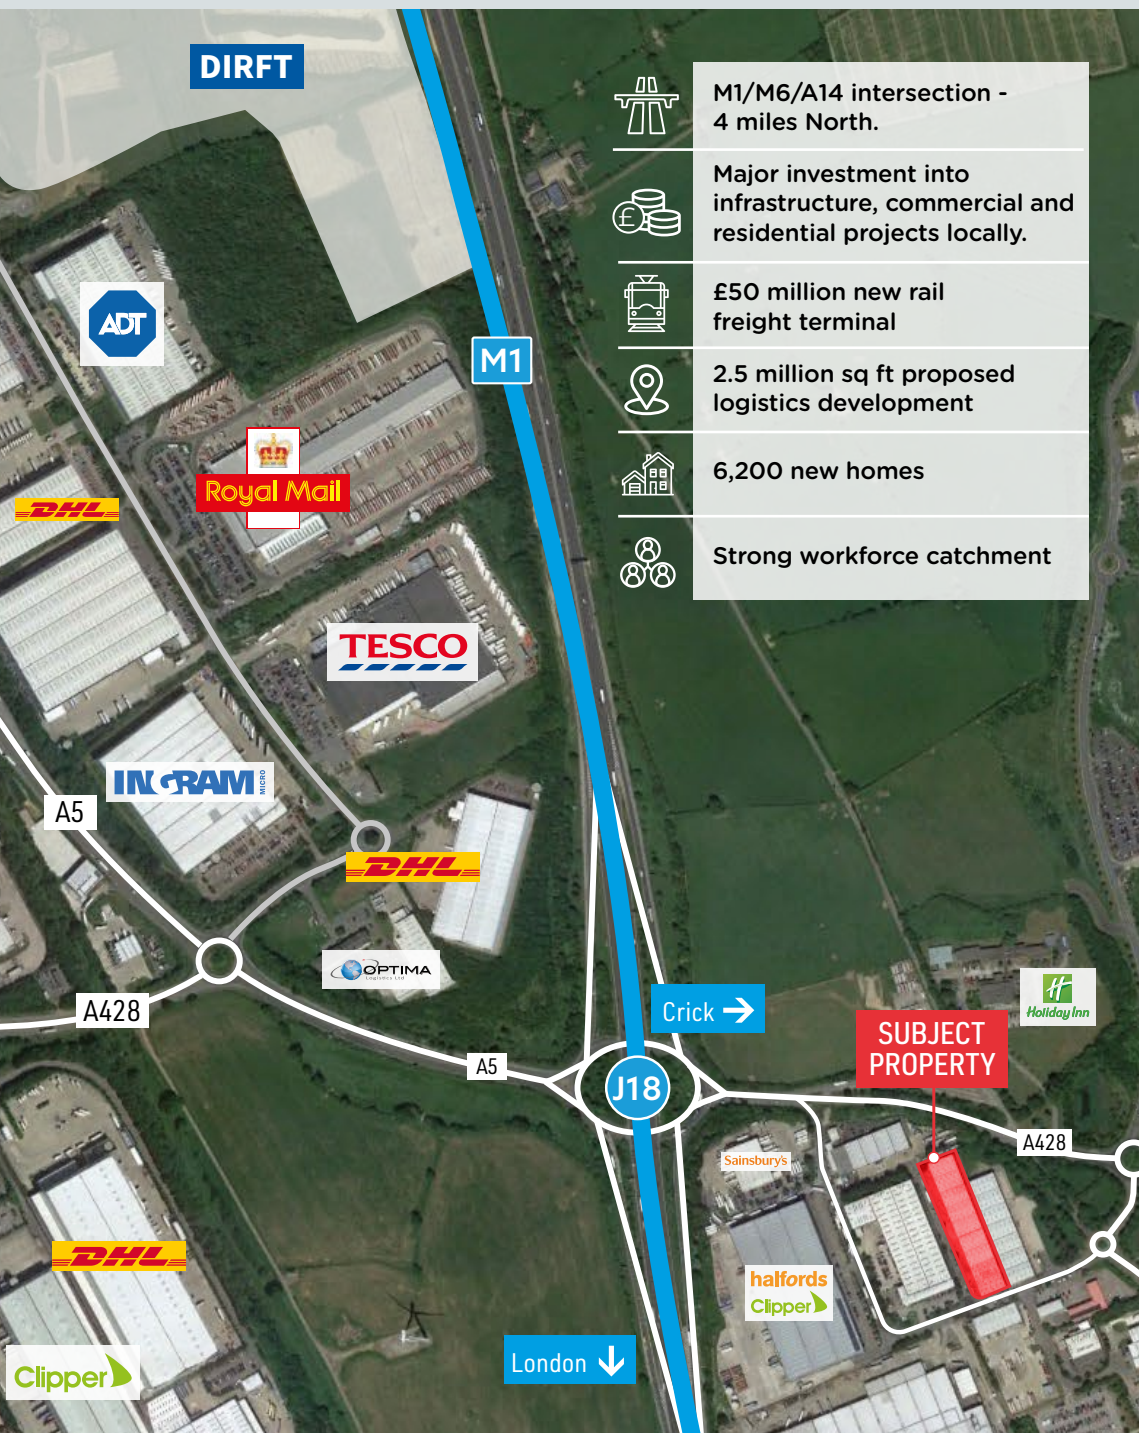 DIRFT
M1/M6/A14 intersection -
4 miles North.
Major investment into
infrastructure, commercial and
residential projects locally.
£
£50 million new rail
freight terminal
2.5 million sq ft proposed
logistics development
6,200 new homes
Strong workforce catchment
ADT
M1
Royal Mail
DHL
TESCO
INGRAM MICRO
A5
DHL
OPTIMA
Logistics Ltd
A428
Crick
H
Holiday Inn
SUBJECT
PROPERTY
A5
J18
A428
Sainsbury's
DHL
halfords
Clipper
London
Clipper